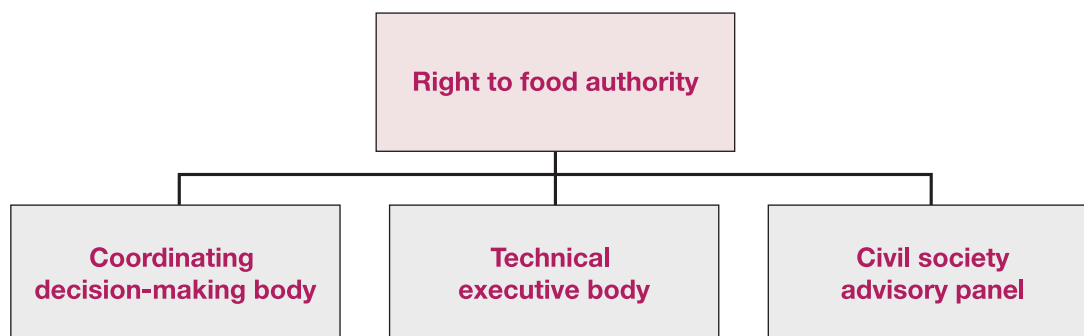 Right to food authority
Coordinating
decision-making body
Technical
executive body
Civil society
advisory panel